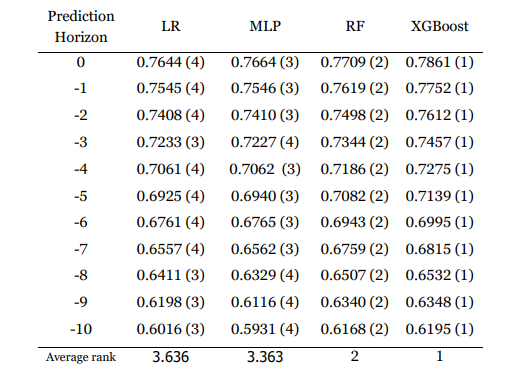 Prediction Horizon LR MLP RF XGBoost
0 0.7644 (4) 0.7664 (3) 0.7709 (2) 0.7861 (1)
-1 0.7545 (4) 0.7546 (3) 0.7619 (2) 0.7752 (1)
-2 0.7408 (4) 0.7410 (3) 0.7498 (2) 0.7612 (1)
-3 0.7233 (3) 0.7227 (4) 0.7344 (2) 0.7457 (1)
-4 0.7061 (4) 0.7062 (3) 0.7186 (2) 0.7275 (1)
-5 0.6925 (4) 0.6940 (3) 0.7082 (2) 0.7139 (1)
-6 0.6761 (4) 0.6765 (3) 0.6943 (2) 0.6995 (1)
-7 0.6557 (4) 0.6562 (3) 0.6759 (2) 0.6815 (1)
-8 0.6411 (3) 0.6329 (4) 0.6507 (2) 0.6532 (1)
-9 0.6198 (3) 0.6116 (4) 0.6340 (2) 0.6348 (1)
-10 0.6016 (3) 0.5931 (4) 0.6168 (2) 0.6195 (1)
Average rank 3.636 3.363 2 1